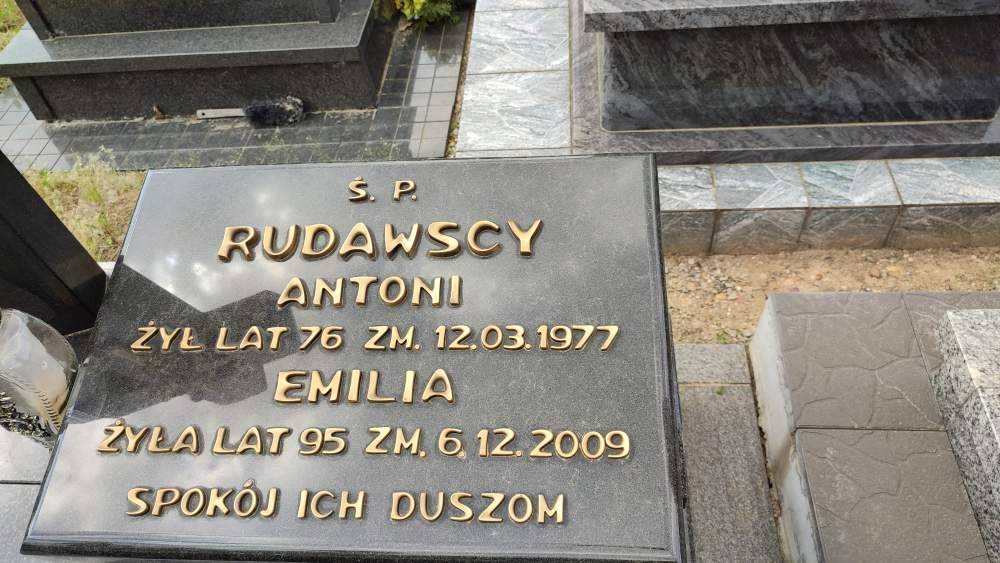 Ś. P.
RUDAWSCY
ANTONI
ŻYŁ LAT 76 ZM. 12.03.1977
EMILIA
ŻYŁA LAT 95 ZM. 6.12.2009
SPOKÓJ ICH DUSZOM